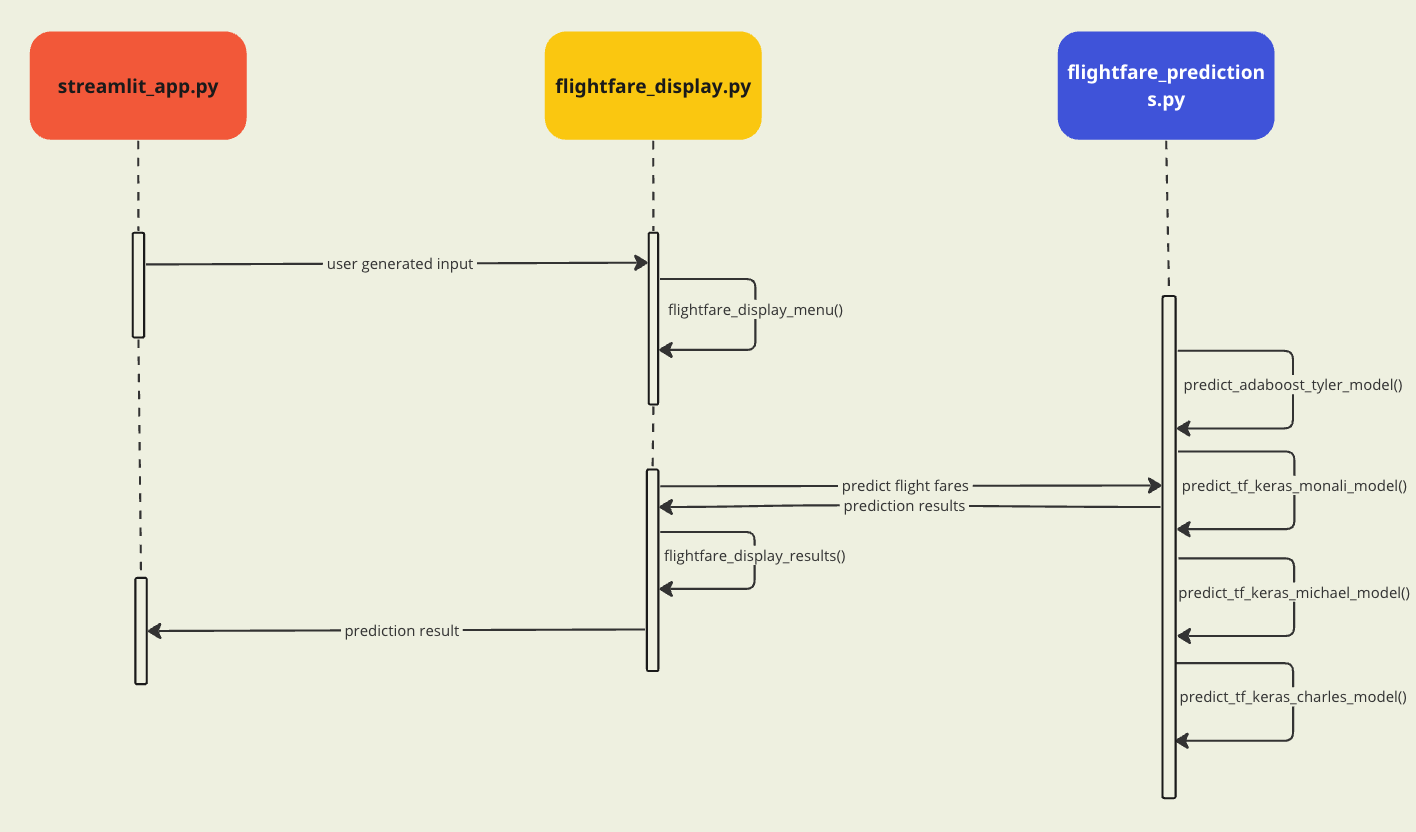 streamlit_app.py
flightfare_display.py
flightfare_prediction
s.py
user generated input
flightfare_display_menu()
predict_adaboost_tyler_model()
predict flight fares
predict_tf_keras_monali_model()
prediction results
flightfare_display_results()
predict_tf_keras_michael_model()
prediction result
predict_tf_keras_charles_model()